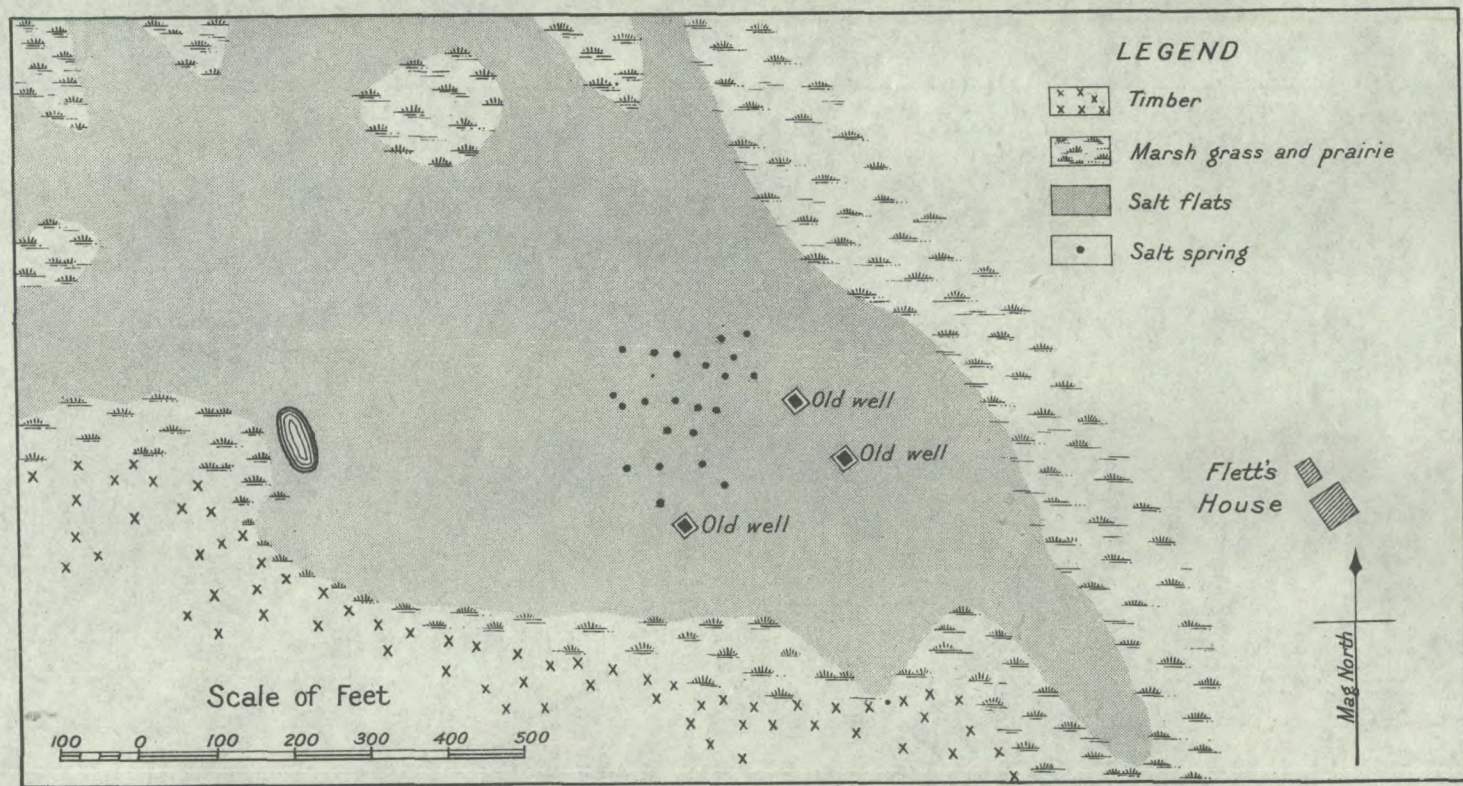 LEGEND
Timber
Marsh grass and prairie
Salt flats
Salt spring
Old well
Old well
Old well
Flett's
House
Mag North
Scale of Feet
100 0 100 200 300 400 500